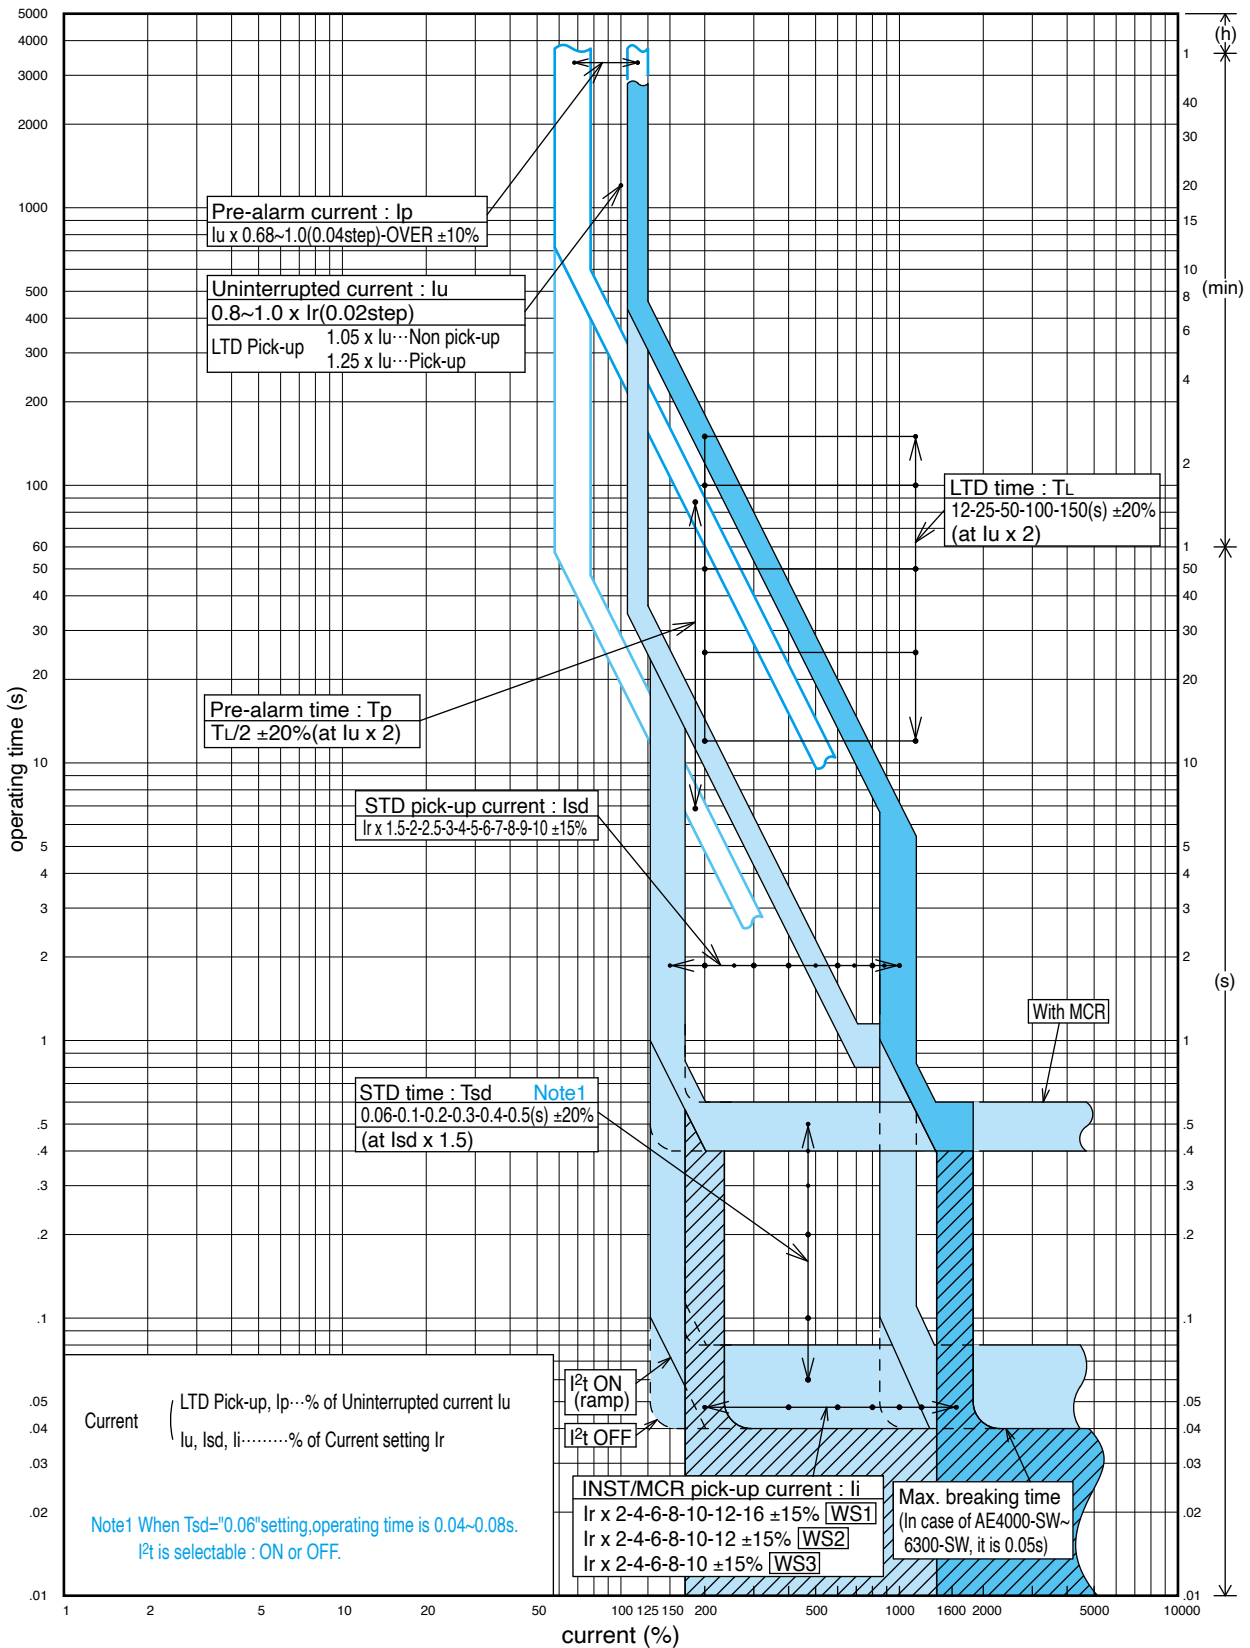 5000
4000
3000
2000
1000
500
400
300
200
100
60
50
40
30
20
10
5
4
3
2
1
.5
.4
.3
.2
.1
.05
.04
.03
.02
.01
operating time (s)
Pre-alarm current : Ip
Iu x 0.68~1.0(0.04step)-OVER ±10%
Uninterrupted current : Iu
0.8~1.0 x Ir(0.02step)
LTD Pick-up
1.05 x Iu···Non pick-up
1.25 x Iu···Pick-up
LTD time : TL
12-25-50-100-150(s) ±20%
(at Iu x 2)
Pre-alarm time : Tp
TL/2 ±20%(at Iu x 2)
STD pick-up current : Isd
Ir x 1.5-2-2.5-3-4-5-6-7-8-9-10 ±15%
With MCR
STD time : Tsd Note1
0.06-0.1-0.2-0.3-0.4-0.5(s) ±20%
(at Isd x 1.5)
I²t ON
(ramp)
I²t OFF
Current
LTD Pick-up, Ip···% of Uninterrupted current Iu
Iu, Isd, Ii·········% of Current setting Ir
Note1 When Tsd="0.06"setting,operating time is 0.04~0.08s.
I²t is selectable : ON or OFF.
INST/MCR pick-up current : Ii
Ir x 2-4-6-8-10-12-16 ±15% WS1
Ir x 2-4-6-8-10-12 ±15% WS2
Ir x 2-4-6-8-10 ±15% WS3
Max. breaking time
(In case of AE4000-SW~
6300-SW, it is 0.05s)
(h)
1
40
30
20
15
10
8
6
4
2
1
(min)
50
40
30
20
10
5
4
3
2
1
.5
.4
.3
.2
.1
.05
.04
.03
.02
.01
(s)
1 2 5 10 20 50 100 125 150 200 500 1000 1600 2000 5000 10000
current (%)